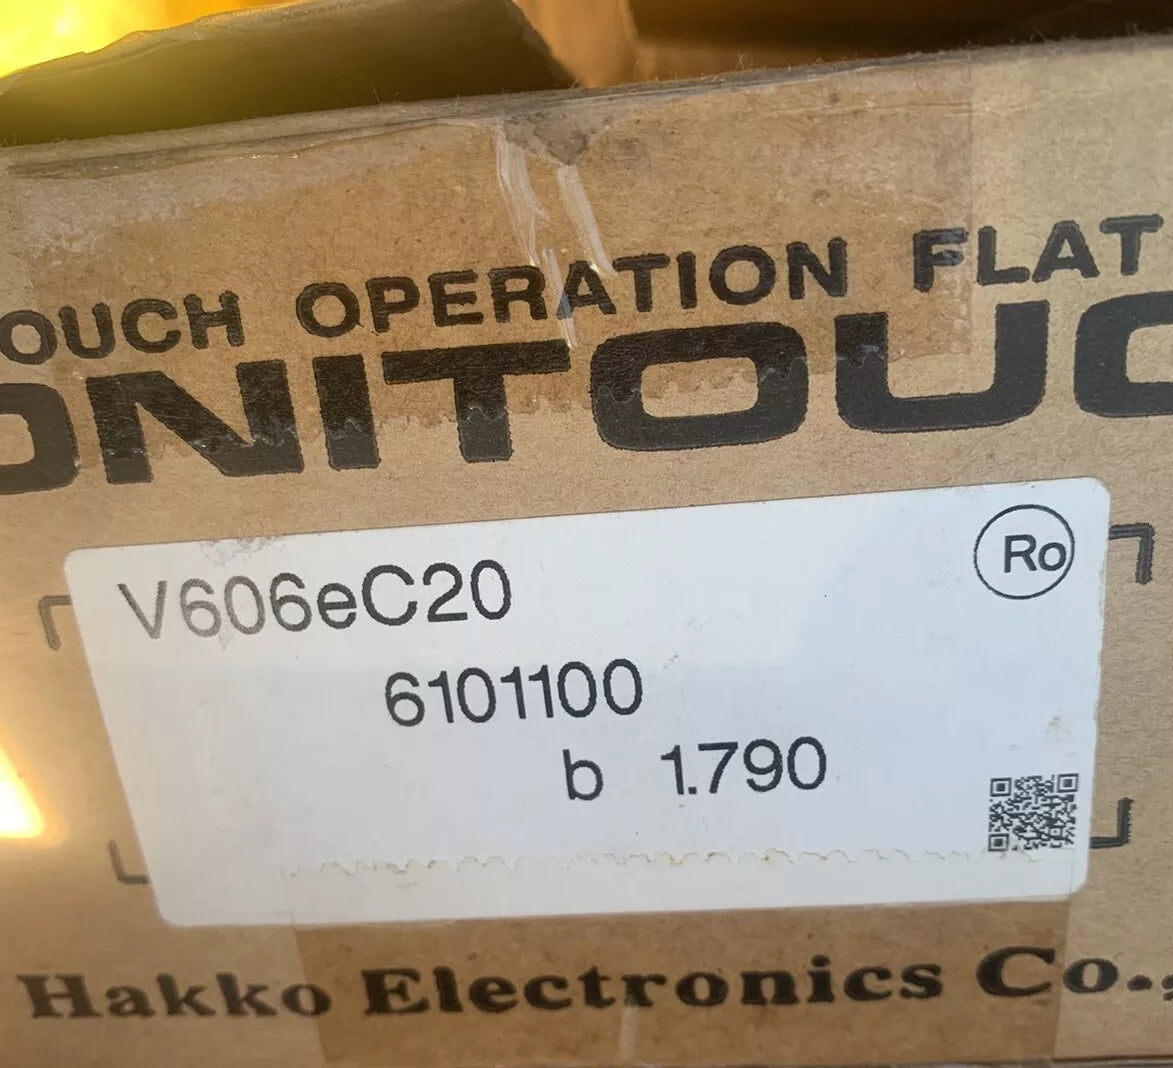 OUCH OPERATION FLAT
ONITOUC
V606eC20
Ro
6101100
b 1.790
Hakko Electronics Co.,